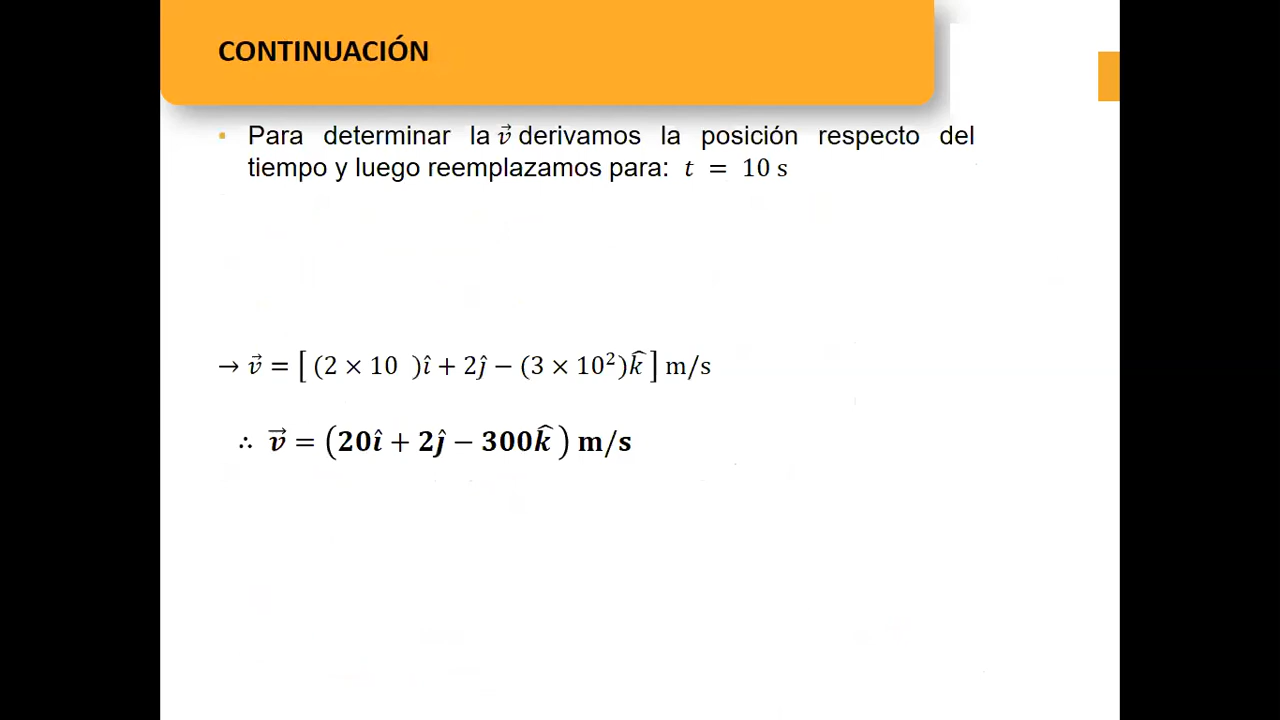 CONTINUACIÓN
▪ Para determinar la v⃗ derivamos la posición respecto del
tiempo y luego reemplazamos para: t = 10 s
→ v⃗ = [ (2 × 10 )î + 2ĵ − (3 × 10²)k̂ ] m/s
∴ v⃗ = (20î + 2ĵ − 300k̂ ) m/s